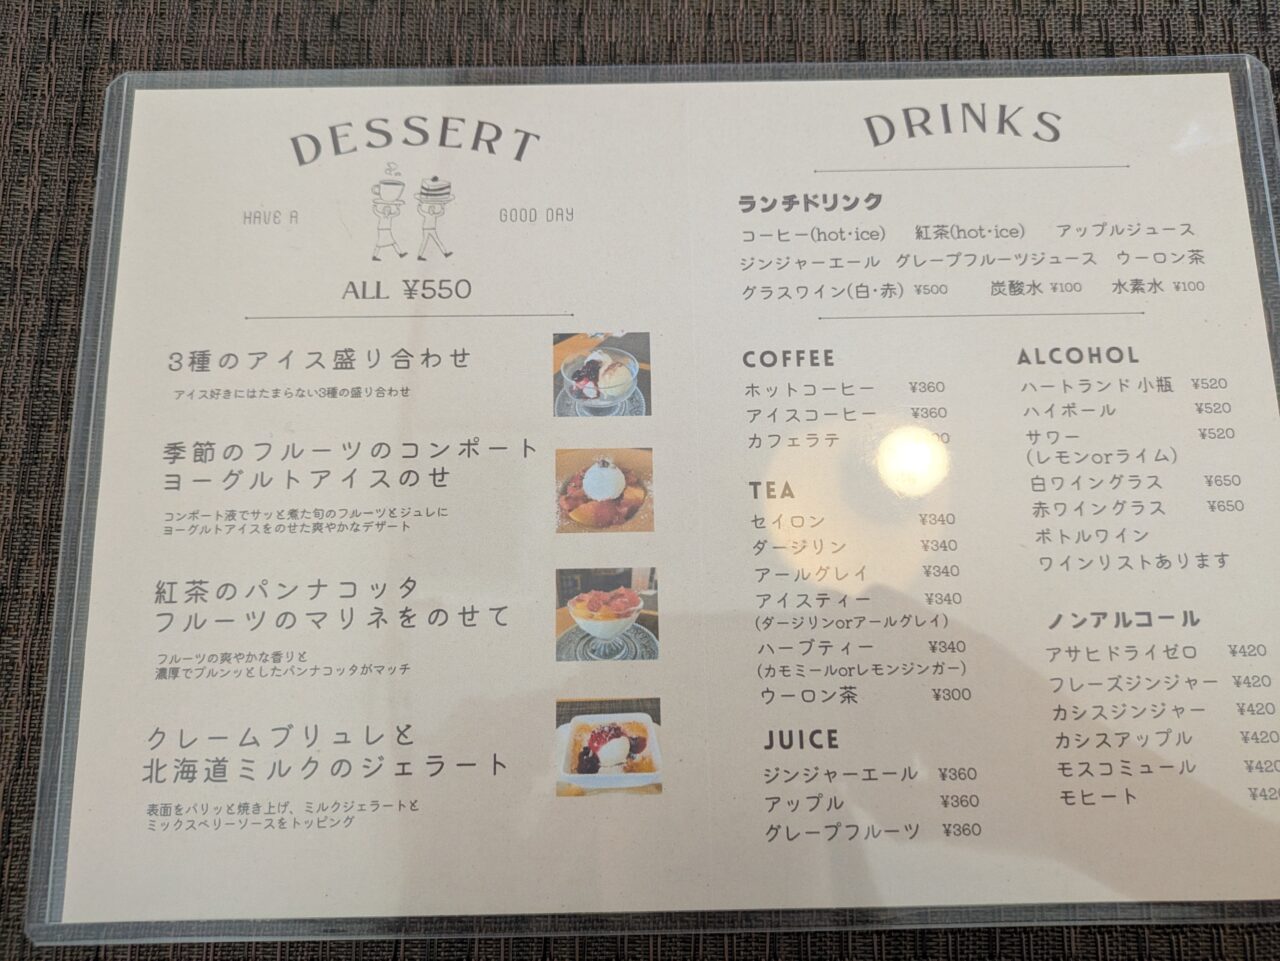 DESSERT
HAVE A
GOOD DAY
ALL ¥550
3種のアイス盛り合わせ
アイス好きにはたまらない3種の盛り合わせ
季節のフルーツのコンポート
ヨーグルトアイスのせ
コンポート液でサッと煮た旬のフルーツとジュレに
ヨーグルトアイスをのせた爽やかなデザート
紅茶のパンナコッタ
フルーツのマリネをのせて
フルーツの爽やかな香りと
濃厚でプルンッとしたパンナコッタがマッチ
クレームブリュレと
北海道ミルクのジェラート
表面をパリッと焼き上げ、ミルクジェラートと
ミックスベリーソースをトッピング
DRINKS
ランチドリンク
コーヒー(hot・ice) 紅茶(hot・ice) アップルジュース
ジンジャーエール グレープフルーツジュース ウーロン茶
グラスワイン(白・赤) ¥500 炭酸水 ¥100 水素水 ¥100
COFFEE
ホットコーヒー ¥360
アイスコーヒー ¥360
カフェラテ
TEA
セイロン ¥340
ダージリン ¥340
アールグレイ ¥340
アイスティー ¥340
(ダージリンorアールグレイ)
ハーブティー ¥340
(カモミールorレモンジンガー)
ウーロン茶 ¥300
JUICE
ジンジャーエール ¥360
アップル ¥360
グレープフルーツ ¥360
ALCOHOL
ハートランド 小瓶 ¥520
ハイボール ¥520
サワー ¥520
(レモンorライム)
白ワイングラス ¥650
赤ワイングラス ¥650
ボトルワイン
ワインリストあります
ノンアルコール
アサヒドライゼロ ¥420
フレーズジンジャー ¥420
カシスジンジャー ¥420
カシスアップル ¥420
モスコミュール ¥420
モヒート ¥420